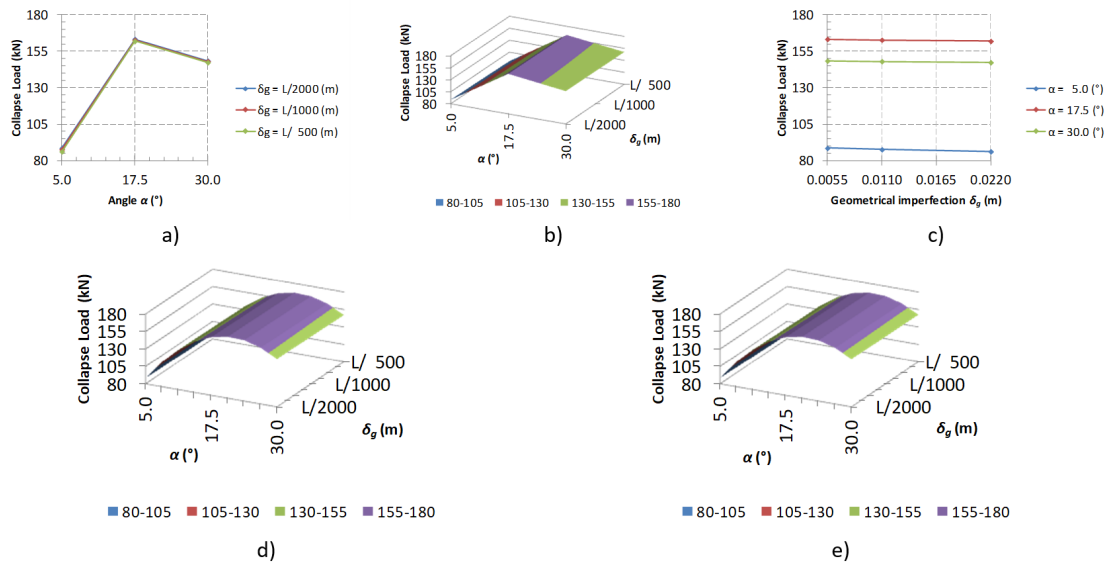 Collapse Load (kN)
180
155
130
105
80
5.0 17.5 30.0
Angle α (°)
δg = L/2000 (m)
δg = L/1000 (m)
δg = L/ 500 (m)
a)
Collapse Load (kN)
180
155
130
105
80
5.0
17.5
30.0
α (°)
L/ 500
L/1000
L/2000
δg (m)
80-105 105-130 130-155 155-180
b)
Collapse Load (kN)
180
155
130
105
80
0.0055 0.0110 0.0165 0.0220
Geometrical imperfection δg (m)
α = 5.0 (°)
α = 17.5 (°)
α = 30.0 (°)
c)
Collapse Load (kN)
180
155
130
105
80
5.0
17.5
30.0
α (°)
L/ 500
L/1000
L/2000
δg (m)
80-105 105-130 130-155 155-180
d)
Collapse Load (kN)
180
155
130
105
80
5.0
17.5
30.0
α (°)
L/ 500
L/1000
L/2000
δg (m)
80-105 105-130 130-155 155-180
e)